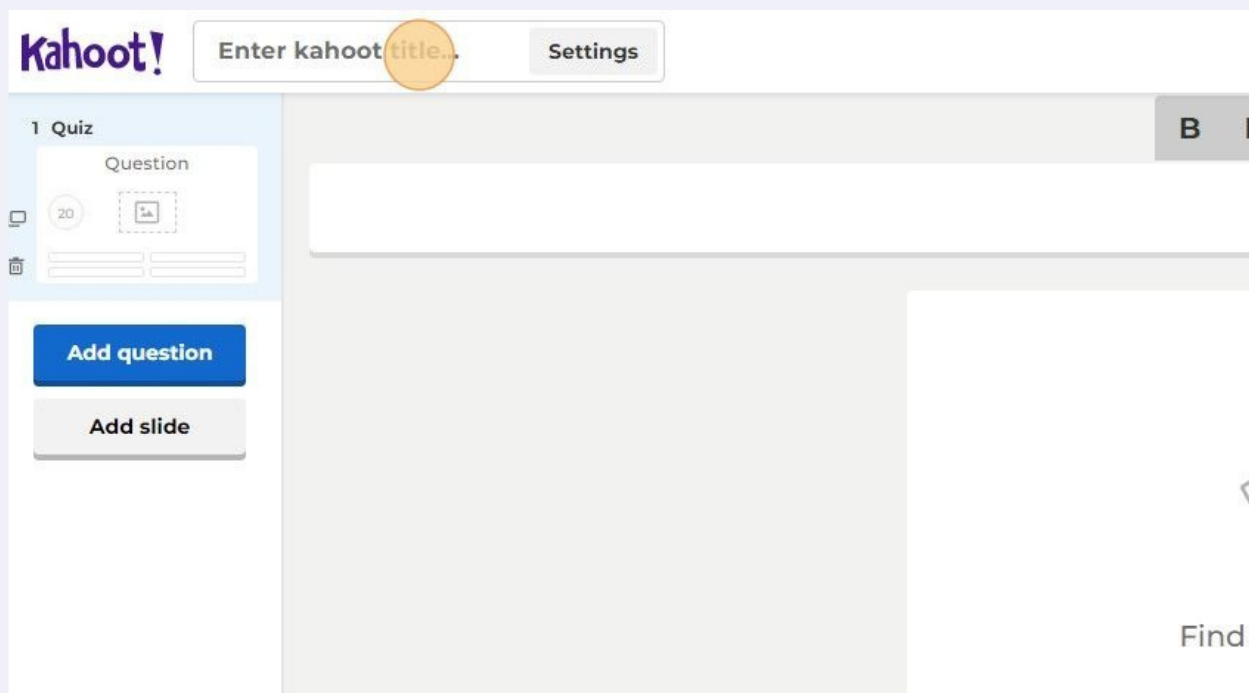 Kahoot!
Enter kahoot title...
Settings
1 Quiz
Question
20
Add question
Add slide
B
Find